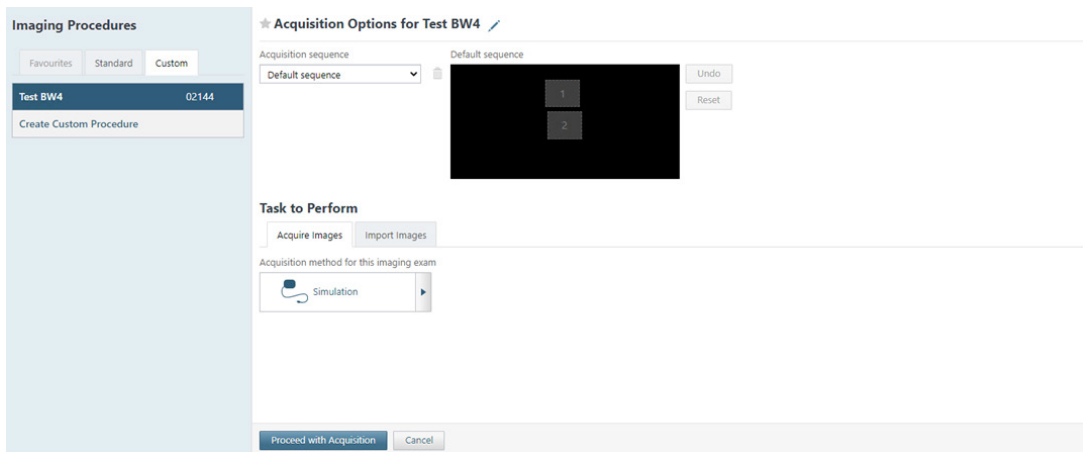 Imaging Procedures
Favourites Standard Custom
Test BW4 02144
Create Custom Procedure
Acquisition Options for Test BW4
Acquisition sequence
Default sequence
Default sequence
1
2
Undo
Reset
Task to Perform
Acquire Images Import Images
Acquisition method for this imaging exam
Simulation
Proceed with Acquisition Cancel